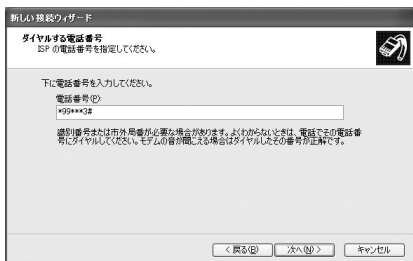 新しい接続ウィザード
ダイヤルする電話番号
ISP の電話番号を指定してください。
下に電話番号を入力してください。
電話番号(P):
*99***3#
識別番号または市外局番が必要な場合があります。よくわからないときは、電話でその電話番
号にダイヤルしてください。モデムの音が聞こえる場合はダイヤルしたその番号が正解です。
< 戻る(B)
次へ(N) >
キャンセル